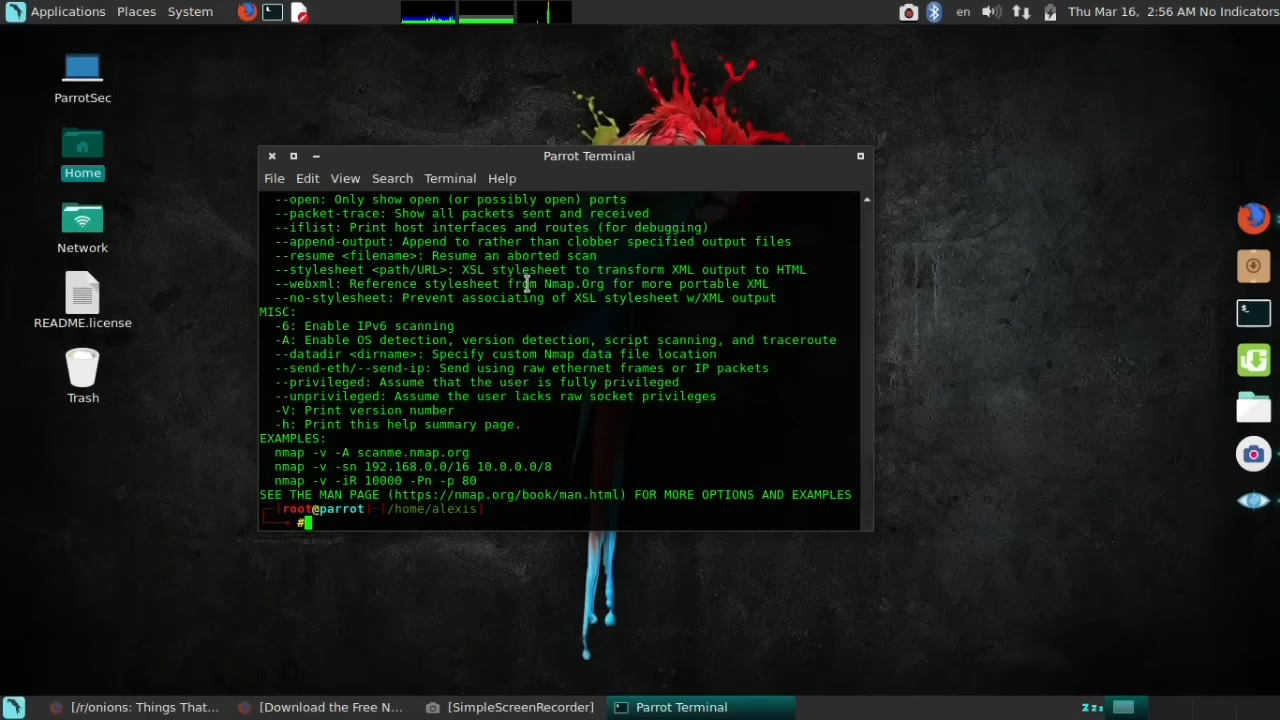 Applications Places System en Thu Mar 16, 2:56 AM No Indicators
ParrotSec
Home
Network
README.license
Trash
Parrot Terminal
File Edit View Search Terminal Help
--open: Only show open (or possibly open) ports
--packet-trace: Show all packets sent and received
--iflist: Print host interfaces and routes (for debugging)
--append-output: Append to rather than clobber specified output files
--resume <filename>: Resume an aborted scan
--stylesheet <path/URL>: XSL stylesheet to transform XML output to HTML
--webxml: Reference stylesheet from Nmap.Org for more portable XML
--no-stylesheet: Prevent associating of XSL stylesheet w/XML output
MISC:
-6: Enable IPv6 scanning
-A: Enable OS detection, version detection, script scanning, and traceroute
--datadir <dirname>: Specify custom Nmap data file location
--send-eth/--send-ip: Send using raw ethernet frames or IP packets
--privileged: Assume that the user is fully privileged
--unprivileged: Assume the user lacks raw socket privileges
-V: Print version number
-h: Print this help summary page.
EXAMPLES:
nmap -v -A scanme.nmap.org
nmap -v -sn 192.168.0.0/16 10.0.0.0/8
nmap -v -iR 10000 -Pn -p 80
SEE THE MAN PAGE (https://nmap.org/book/man.html) FOR MORE OPTIONS AND EXAMPLES
┌─[root@parrot]─[/home/alexis]
└──╼ #
[/r/onions: Things That... [Download the Free N... [SimpleScreenRecorder] Parrot Terminal zzz